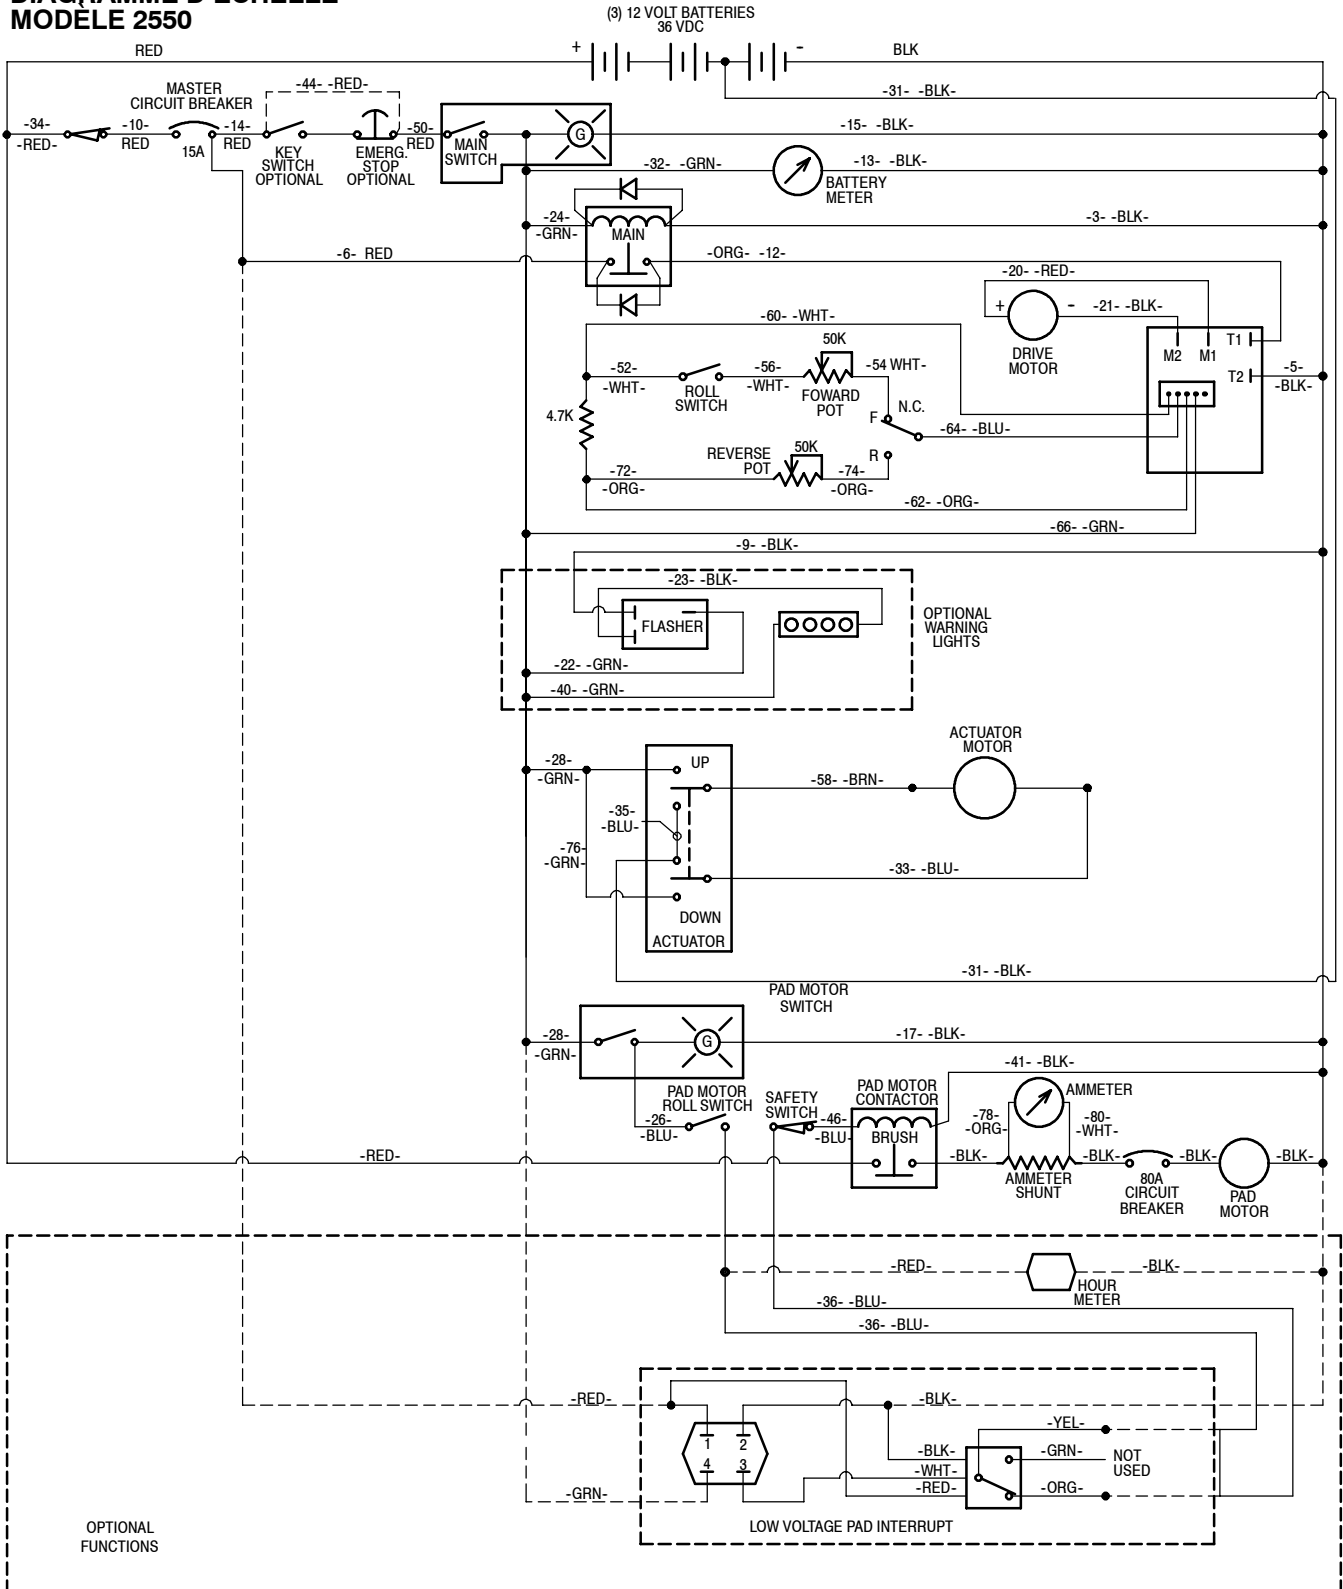 MODÈLE 2550
(3) 12 VOLT BATTERIES
36 VDC
RED
+
-
BLK
-31- -BLK-
-44- -RED-
MASTER
CIRCUIT BREAKER
-34-
-RED-
-10-
RED
15A
-14-
RED
KEY
SWITCH
OPTIONAL
EMERG.
STOP
OPTIONAL
-50-
RED
MAIN
SWITCH
G
-15- -BLK-
-32- -GRN-
-13- -BLK-
BATTERY
METER
-24-
-GRN-
MAIN
-3- -BLK-
-6- RED
-ORG- -12-
-20- -RED-
+
-
-21- -BLK-
DRIVE
MOTOR
M2
M1
T1
T2
-5-
-BLK-
-60- -WHT-
50K
-52-
-WHT-
ROLL
SWITCH
-56-
-WHT-
FOWARD
POT
-54 WHT-
4.7K
F
N.C.
-64- -BLU-
R
REVERSE
POT
50K
-72-
-ORG-
-74-
-ORG-
-62- -ORG-
-66- -GRN-
-9- -BLK-
-23- -BLK-
FLASHER
OPTIONAL
WARNING
LIGHTS
-22- -GRN-
-40- -GRN-
ACTUATOR
MOTOR
-28-
-GRN-
UP
-58- -BRN-
-35-
-BLU-
-76-
-GRN-
-33- -BLU-
DOWN
ACTUATOR
-31- -BLK-
PAD MOTOR
SWITCH
-28-
-GRN-
G
-17- -BLK-
-41- -BLK-
PAD MOTOR
ROLL SWITCH
SAFETY
SWITCH
PAD MOTOR
CONTACTOR
AMMETER
-26-
-BLU-
-46-
-BLU-
BRUSH
-78-
-ORG-
-80-
-WHT-
-RED-
-BLK-
-BLK-
-BLK-
-BLK-
AMMETER
SHUNT
80A
CIRCUIT
BREAKER
PAD
MOTOR
-RED-
-BLK-
HOUR
METER
-36- -BLU-
-36- -BLU-
-RED-
-BLK-
1
2
4
3
-YEL-
-BLK-
-GRN-
NOT
USED
-WHT-
-RED-
-ORG-
-GRN-
LOW VOLTAGE PAD INTERRUPT
OPTIONAL
FUNCTIONS